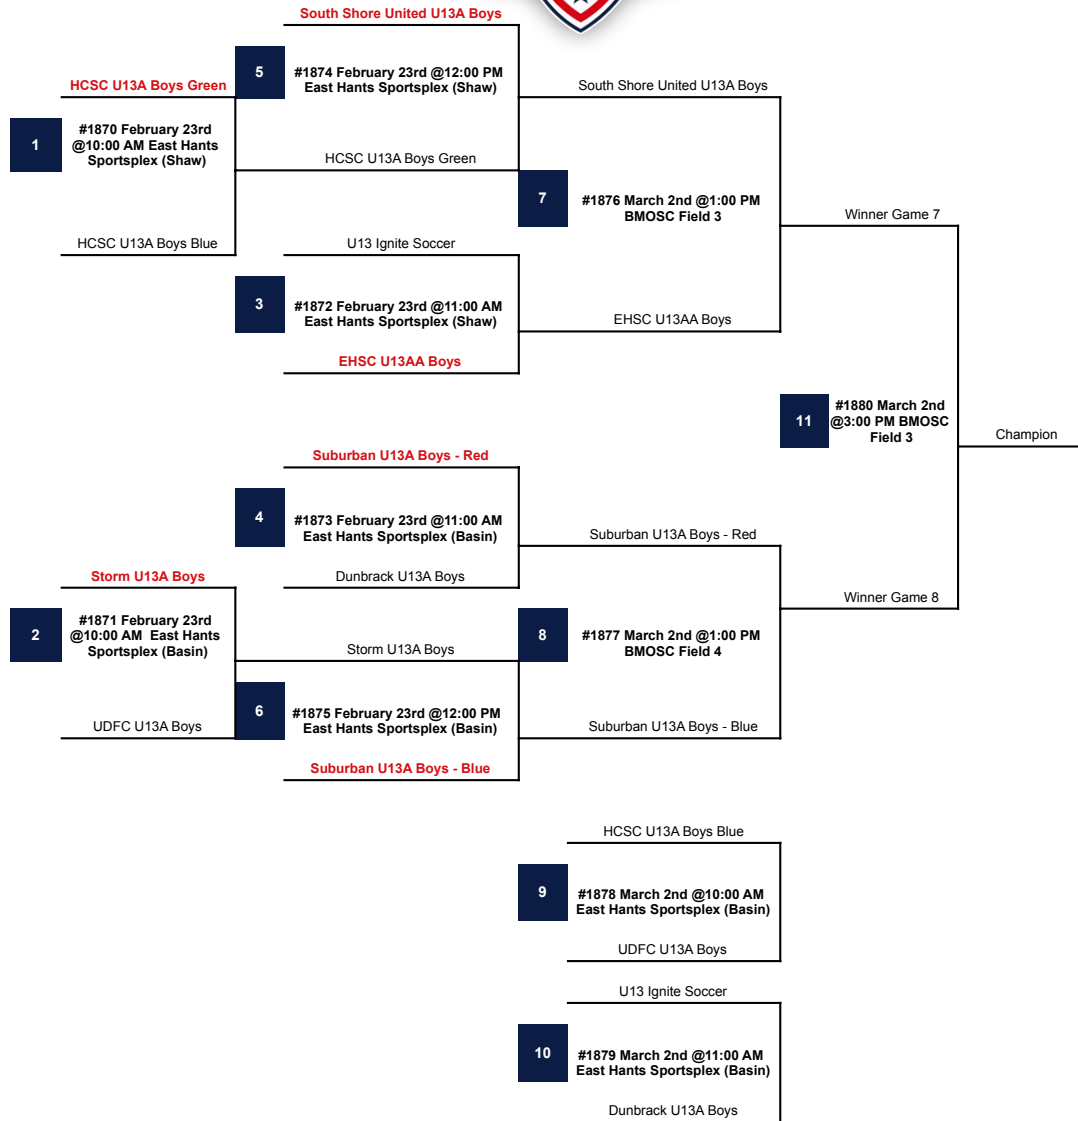 South Shore United U13A Boys
5
#1874 February 23rd @12:00 PM
East Hants Sportsplex (Shaw)
HCSC U13A Boys Green
South Shore United U13A Boys
1
#1870 February 23rd
@10:00 AM East Hants
Sportsplex (Shaw)
HCSC U13A Boys Green
7
#1876 March 2nd @1:00 PM
BMOSC Field 3
Winner Game 7
HCSC U13A Boys Blue
U13 Ignite Soccer
3
#1872 February 23rd @11:00 AM
East Hants Sportsplex (Shaw)
EHSC U13AA Boys
EHSC U13AA Boys
11
#1880 March 2nd
@3:00 PM BMOSC
Field 3
Champion
Suburban U13A Boys - Red
4
#1873 February 23rd @11:00 AM
East Hants Sportsplex (Basin)
Suburban U13A Boys - Red
Storm U13A Boys
Dunbrack U13A Boys
Winner Game 8
2
#1871 February 23rd
@10:00 AM East Hants
Sportsplex (Basin)
8
#1877 March 2nd @1:00 PM
BMOSC Field 4
Storm U13A Boys
6
#1875 February 23rd @12:00 PM
East Hants Sportsplex (Basin)
UDFC U13A Boys
Suburban U13A Boys - Blue
Suburban U13A Boys - Blue
HCSC U13A Boys Blue
9
#1878 March 2nd @10:00 AM
East Hants Sportsplex (Basin)
UDFC U13A Boys
U13 Ignite Soccer
10
#1879 March 2nd @11:00 AM
East Hants Sportsplex (Basin)
Dunbrack U13A Boys